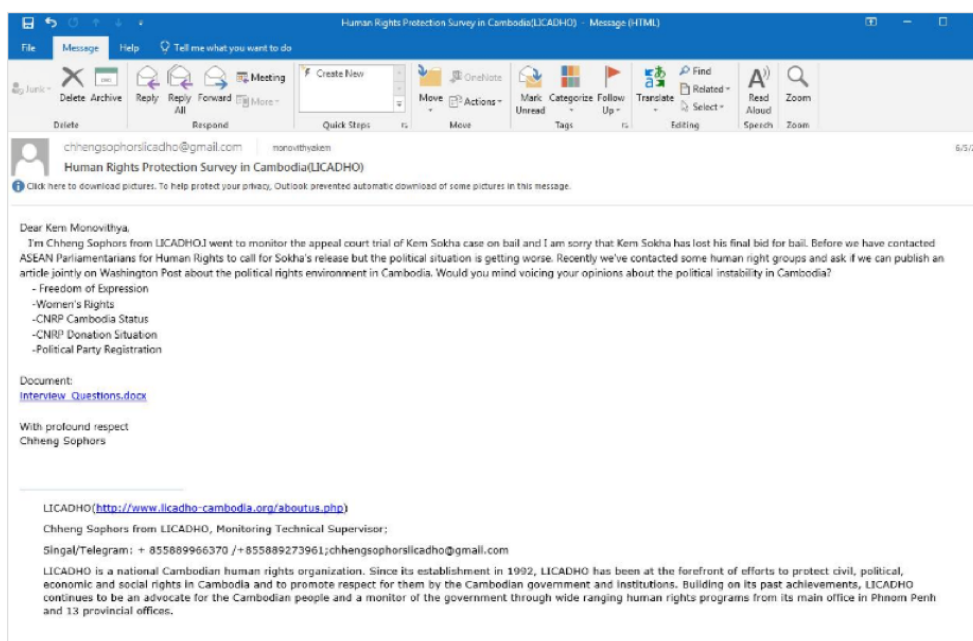 Human Rights Protection Survey in Cambodia(LICADHO) - Message (HTML)
File Message Help Tell me what you want to do
Junk
Delete Archive
Reply Reply All Forward
Meeting
More
Create New
Move
OneNote
Actions
Mark Unread Categorize Follow Up
Translate
Find
Related
Select
Read Aloud
Zoom
Delete Respond Quick Steps Move Tags Editing Speech Zoom
chhengsophorslicadho@gmail.com monovithyakem
Human Rights Protection Survey in Cambodia(LICADHO)
Click here to download pictures. To help protect your privacy, Outlook prevented automatic download of some pictures in this message.
Dear Kem Monovithya,
I'm Chheng Sophors from LICADHO.I went to monitor the appeal court trial of Kem Sokha case on bail and I am sorry that Kem Sokha has lost his final bid for bail. Before we have contacted
ASEAN Parliamentarians for Human Rights to call for Sokha's release but the political situation is getting worse. Recently we've contacted some human right groups and ask if we can publish an
article jointly on Washington Post about the political rights environment in Cambodia. Would you mind voicing your opinions about the political instability in Cambodia?
- Freedom of Expression
-Women's Rights
-CNRP Cambodia Status
-CNRP Donation Situation
-Political Party Registration
Document:
Interview_Questions.docx
With profound respect
Chheng Sophors
LICADHO(http://www.licadho-cambodia.org/aboutus.php)
Chheng Sophors from LICADHO, Monitoring Technical Supervisor;
Singal/Telegram: + 855889966370 /+855889273961;chhengsophorslicadho@gmail.com
LICADHO is a national Cambodian human rights organization. Since its establishment in 1992, LICADHO has been at the forefront of efforts to protect civil, political,
economic and social rights in Cambodia and to promote respect for them by the Cambodian government and institutions. Building on its past achievements, LICADHO
continues to be an advocate for the Cambodian people and a monitor of the government through wide ranging human rights programs from its main office in Phnom Penh
and 13 provincial offices.